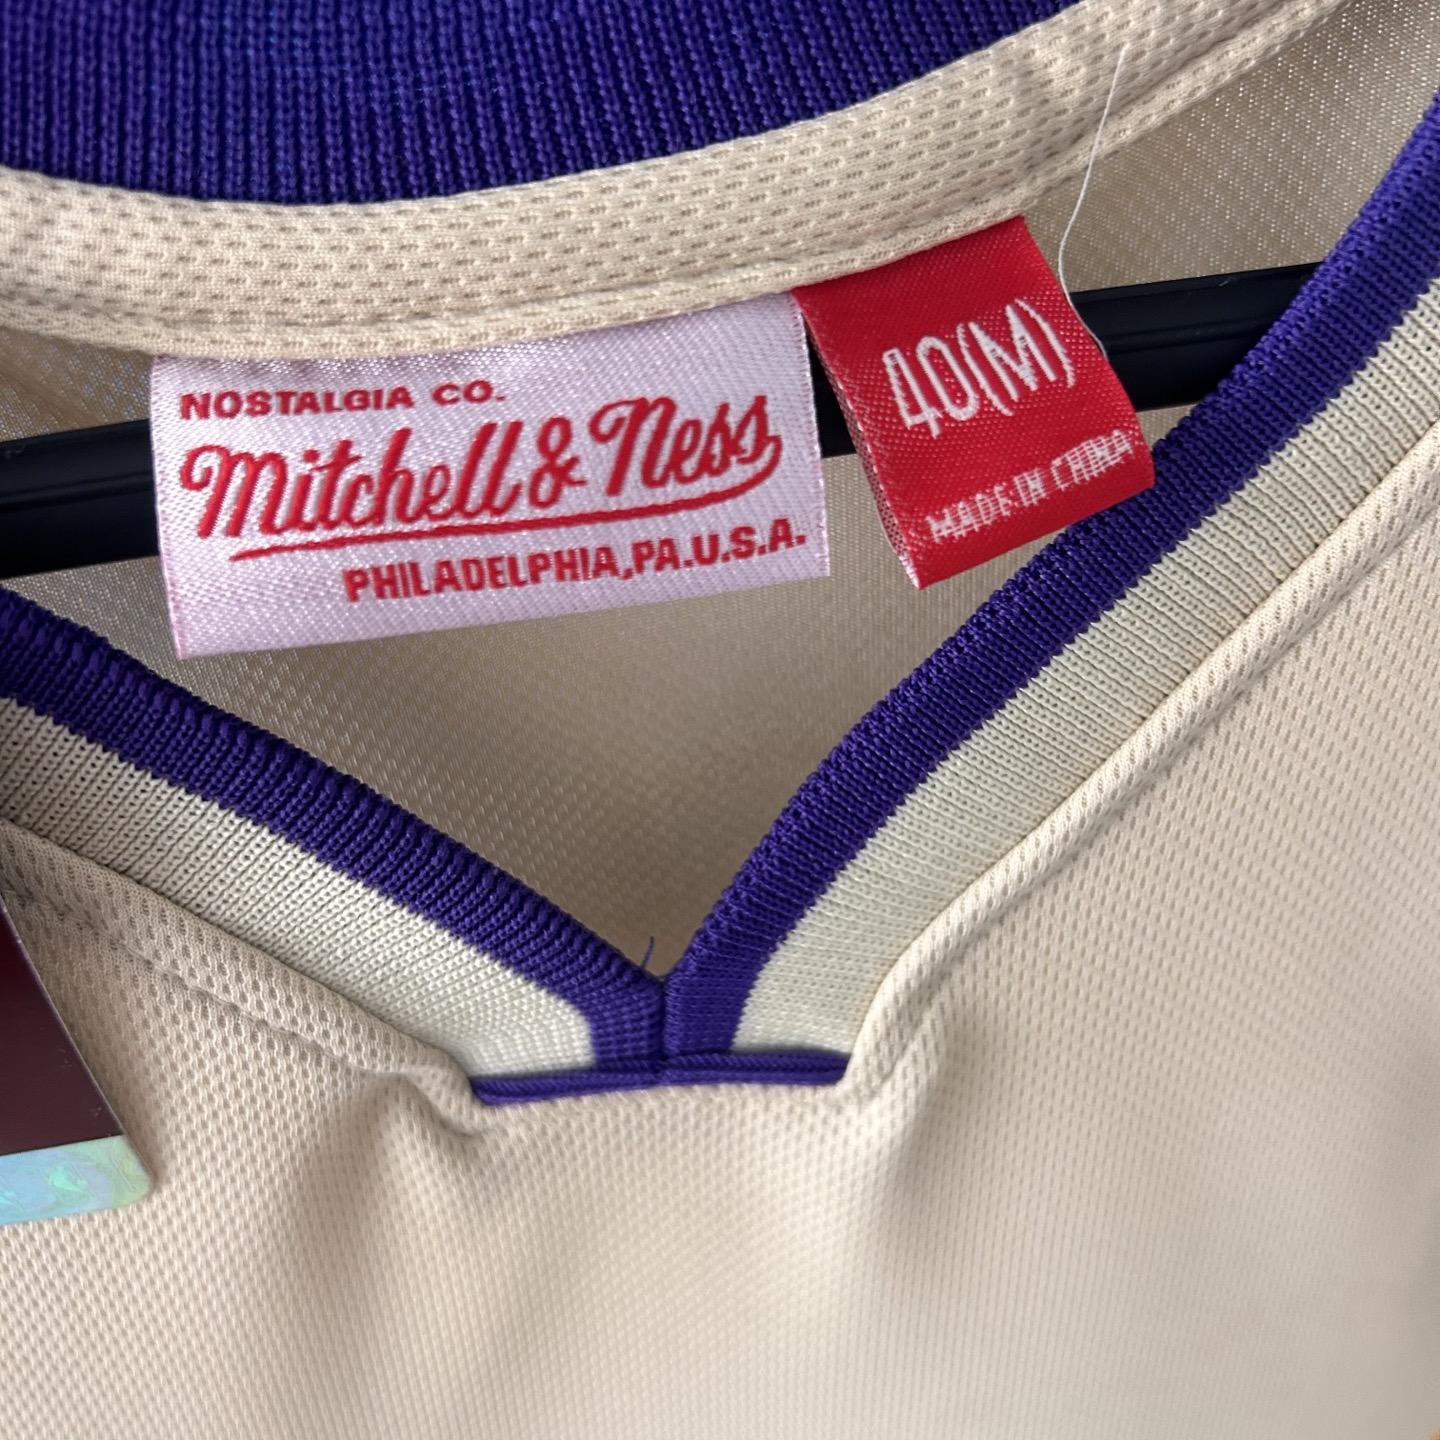 NOSTALGIA CO.
Mitchell & Ness
PHILADELPHIA, PA. U.S.A.
40(M)
MADE IN CHINA